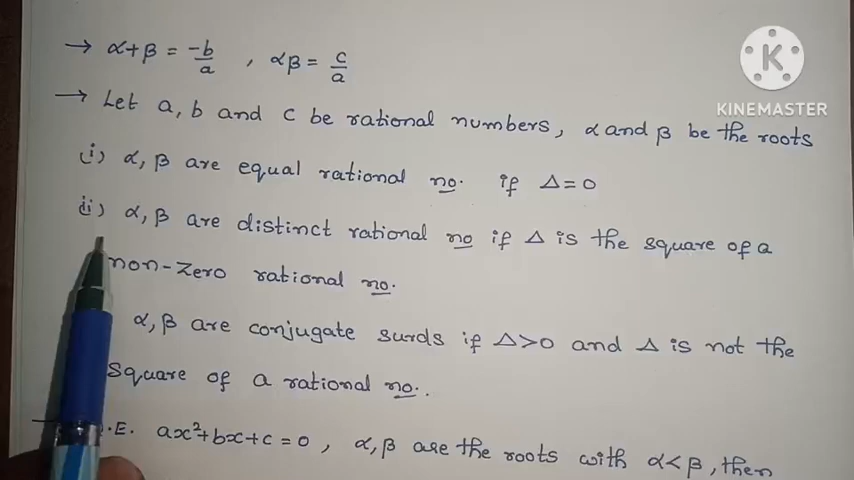 → α+β = -b/a , αβ = c/a
→ Let a, b and c be rational numbers, α and β be the roots
(i) α, β are equal rational no. if Δ=0
(ii) α, β are distinct rational no if Δ is the square of a
non-zero rational no.
α, β are conjugate surds if Δ>0 and Δ is not the
square of a rational no..
.E. ax²+bx+c = 0 , α, β are the roots with α<β, then
K
KINEMASTER